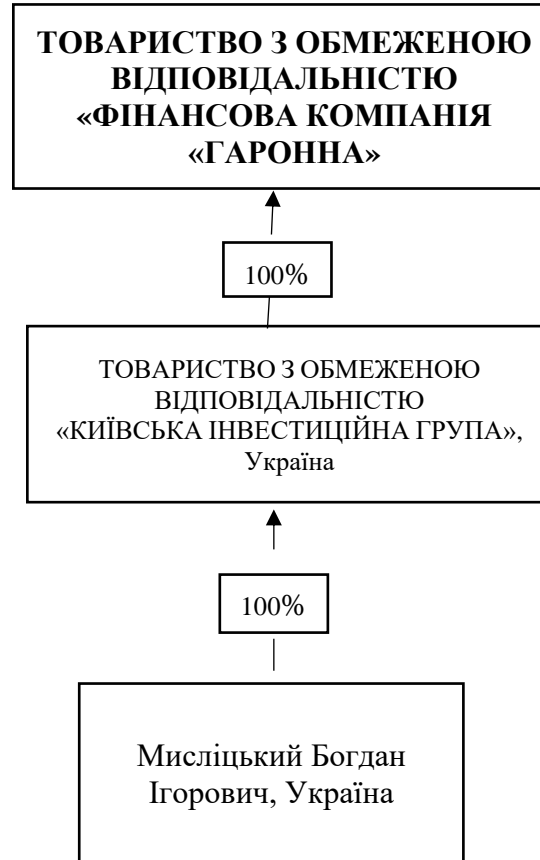 ТОВАРИСТВО З ОБМЕЖЕНОЮ
ВІДПОВІДАЛЬНІСТЮ
«ФІНАНСОВА КОМПАНІЯ
«ГАРОННА»
100%
ТОВАРИСТВО З ОБМЕЖЕНОЮ
ВІДПОВІДАЛЬНІСТЮ
«КИЇВСЬКА ІНВЕСТИЦІЙНА ГРУПА»,
Україна
100%
Мисліцький Богдан
Ігорович, Україна